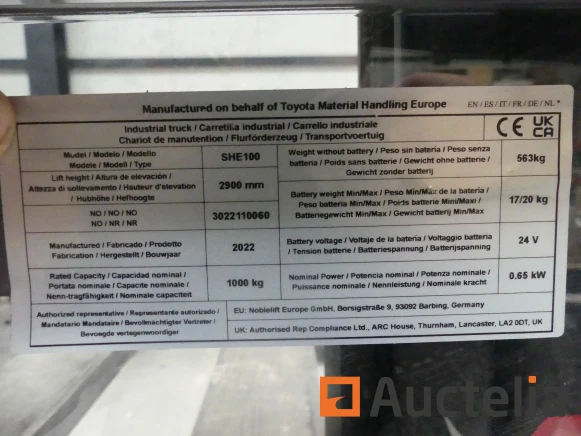 Manufactured on behalf of Toyota Material Handling Europe
EN / ES / IT / FR / DE / NL *
Industrial truck / Carretilla industrial / Carrello industriale
Chariot de manutention / Flurförderzeug / Transportvoertuig
CE UK CA
Model / Modelo / Modello
Modele / Modell / Type
SHE100
Weight without battery / Peso sin batería / Peso senza
batteria / Poids sans batterie / Gewicht ohne batterie /
Gewicht zonder batterij
563kg
Lift height / Altura de elevación /
Altezza di sollevamento / Hauteur d'elevation
/ Hubhöhe / Hefhoogte
2900 mm
Battery weight Min/Max / Peso Min/Max de la bateria /
Peso batteria Min/Max / Poids batterie Mini/Maxi /
Batteriegewicht Min/Max / Gewicht batterij Min/Max
17/20 kg
NO / NO / NO
NO / NR / NR
3022110060
Manufactured / Fabricado / Prodotto
Fabrication / Hergestellt / Bouwjaar
2022
Battery voltage / Voltaje de la batería / Voltaggio batteria
/ Tension batterie / Batteriespannung / Batterijspanning
24 V
Rated Capacity / Capacidad nominal /
Portata nominale / Capacite nominale /
Nenn-tragfähigkeit / Nominale capaciteit
1000 kg
Nominal Power / Potencia nominal / Potenza nominale /
Puissance nominale / Nennleistung / Nominale kracht
0.65 kW
Authorized representative / Representante autorizado /
Mandatario Mandataire / Bevollmächtigter Vertreter /
Bevoegde vertegenwoordiger
EU: Noblelift Europe GmbH, Borsigstraße 9, 93092 Barbing, Germany
UK: Authorised Rep Compliance Ltd., ARC House, Thurnham, Lancaster, LA2 0DT, UK
Auctelia